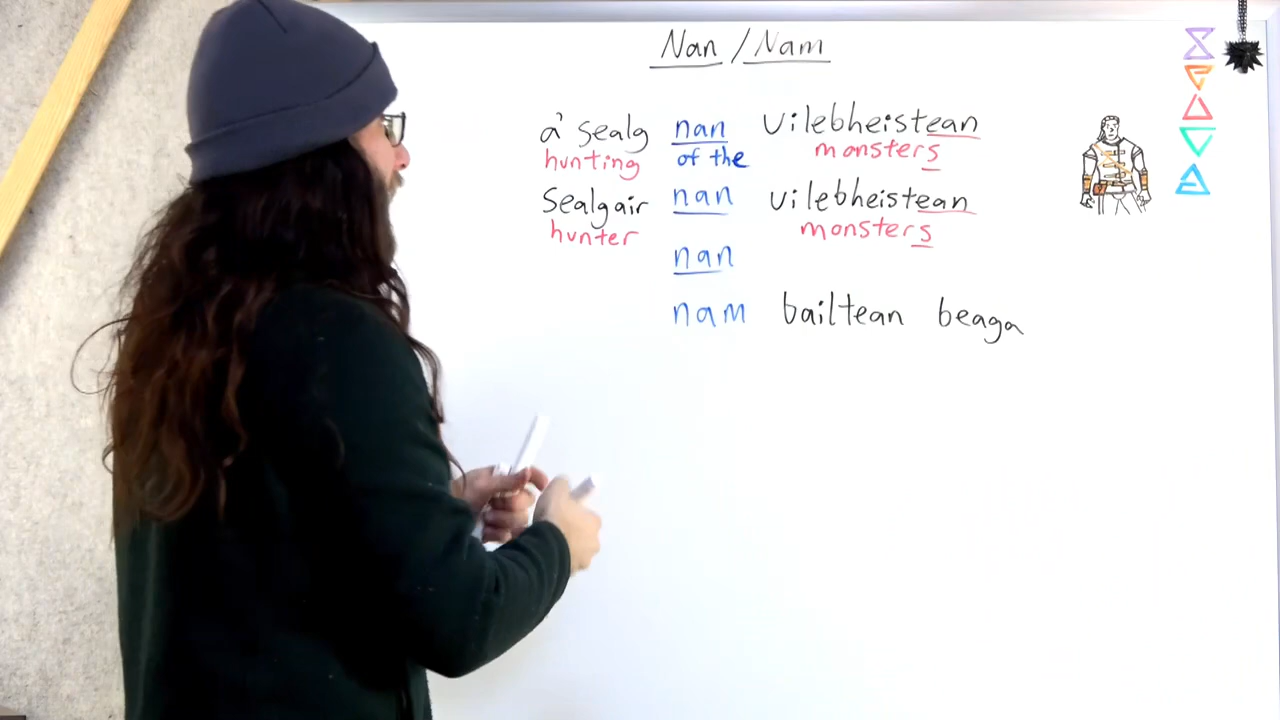 Nan / Nam
a' sealg nan uilebheistean
hunting of the monsters
Sealgair nan uilebheistean
hunter monsters
nan
nam bailtean beaga